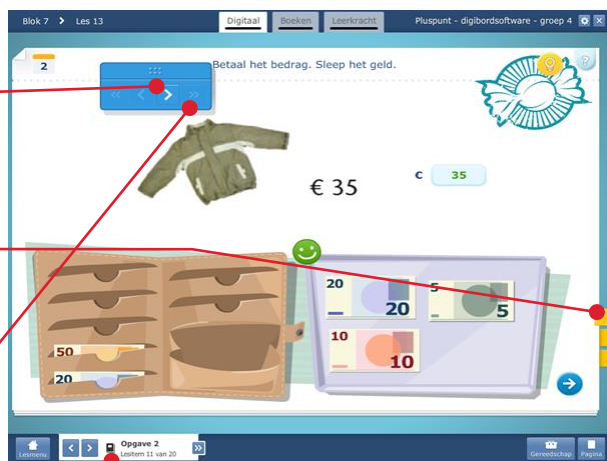 Blok 7 > Les 13
Digitaal
Boeken
Leerkracht
Pluspunt - digibordsoftware - groep 4
2
Betaal het bedrag. Sleep het geld.
?
€ 35
€ 35
20
20
5
5
10
10
50
20
Lesmenu
Opgave 2
Lesitem 11 van 20
Gereedschap
Pagina